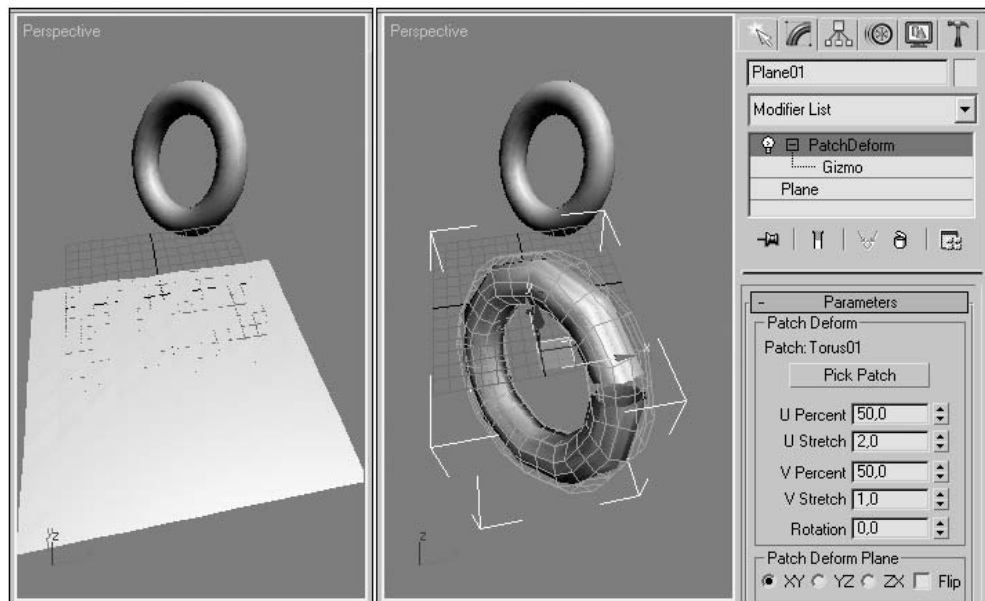 Perspective
Perspective
Plane01
Modifier List
PatchDeform
Gizmo
Plane
Parameters
Patch Deform
Patch: Torus01
Pick Patch
U Percent 50,0
U Stretch 2,0
V Percent 50,0
V Stretch 1,0
Rotation 0,0
Patch Deform Plane
XY YZ ZX Flip
y
x
z
z